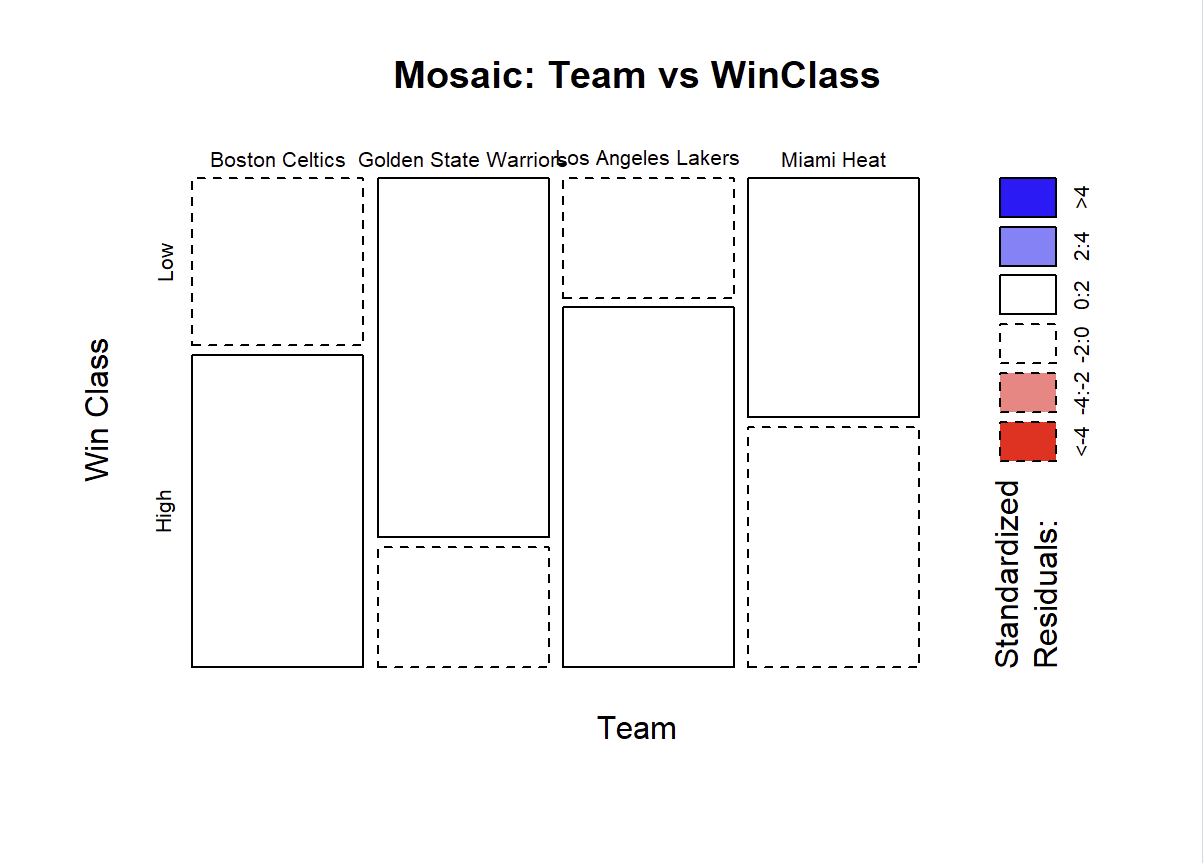 Mosaic: Team vs WinClass
Boston Celtics
Golden State Warriors
Los Angeles Lakers
Miami Heat
Low
High
Win Class
Team
>4
2:4
0:2
-2:0
-4:-2
<-4
Standardized
Residuals: